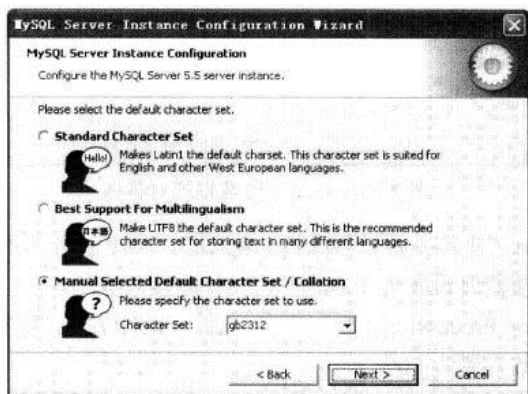 MySQL Server Instance Configuration Wizard
MySQL Server Instance Configuration
Configure the MySQL Server 5.5 server instance.
Please select the default character set.
Standard Character Set
Hello!
Makes Latin1 the default charset. This character set is suited for
English and other West European languages.
Best Support For Multilingualism
日本語
Make UTF8 the default character set. This is the recommended
character set for storing text in many different languages.
Manual Selected Default Character Set / Collation
?
Please specify the character set to use.
Character Set: gb2312
< Back Next > Cancel